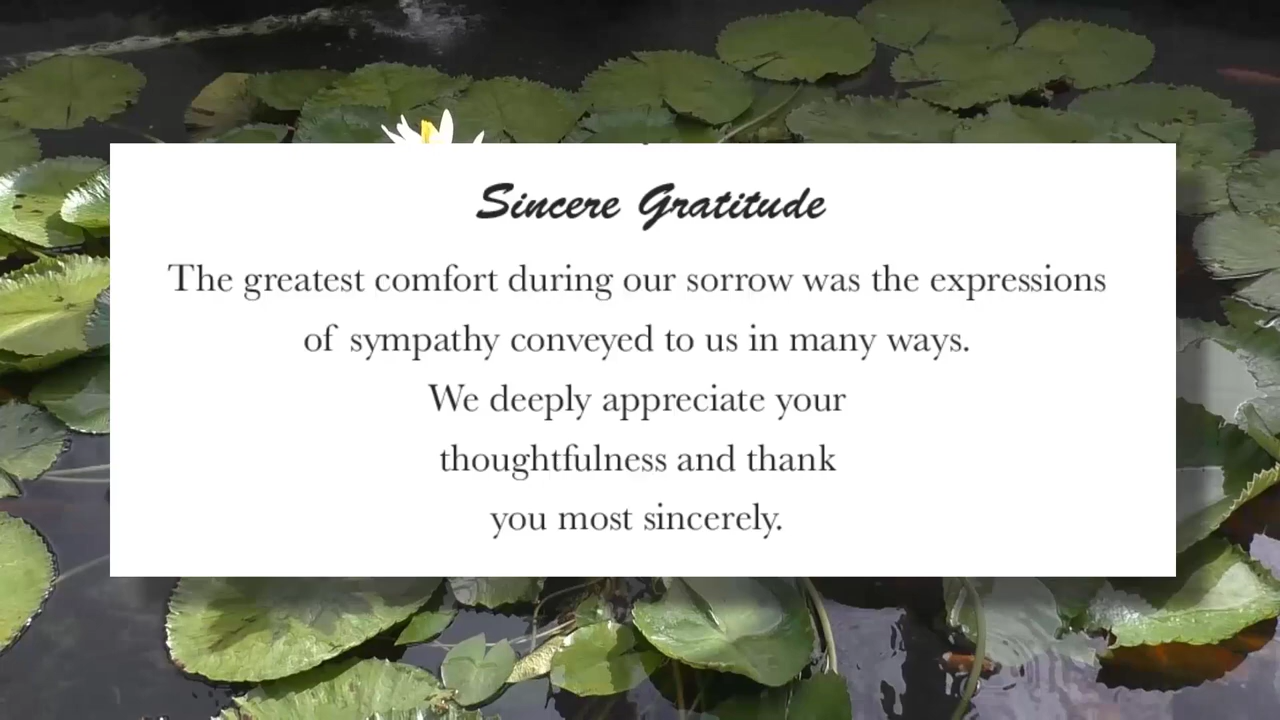 Sincere Gratitude
The greatest comfort during our sorrow was the expressions
of sympathy conveyed to us in many ways.
We deeply appreciate your
thoughtfulness and thank
you most sincerely.